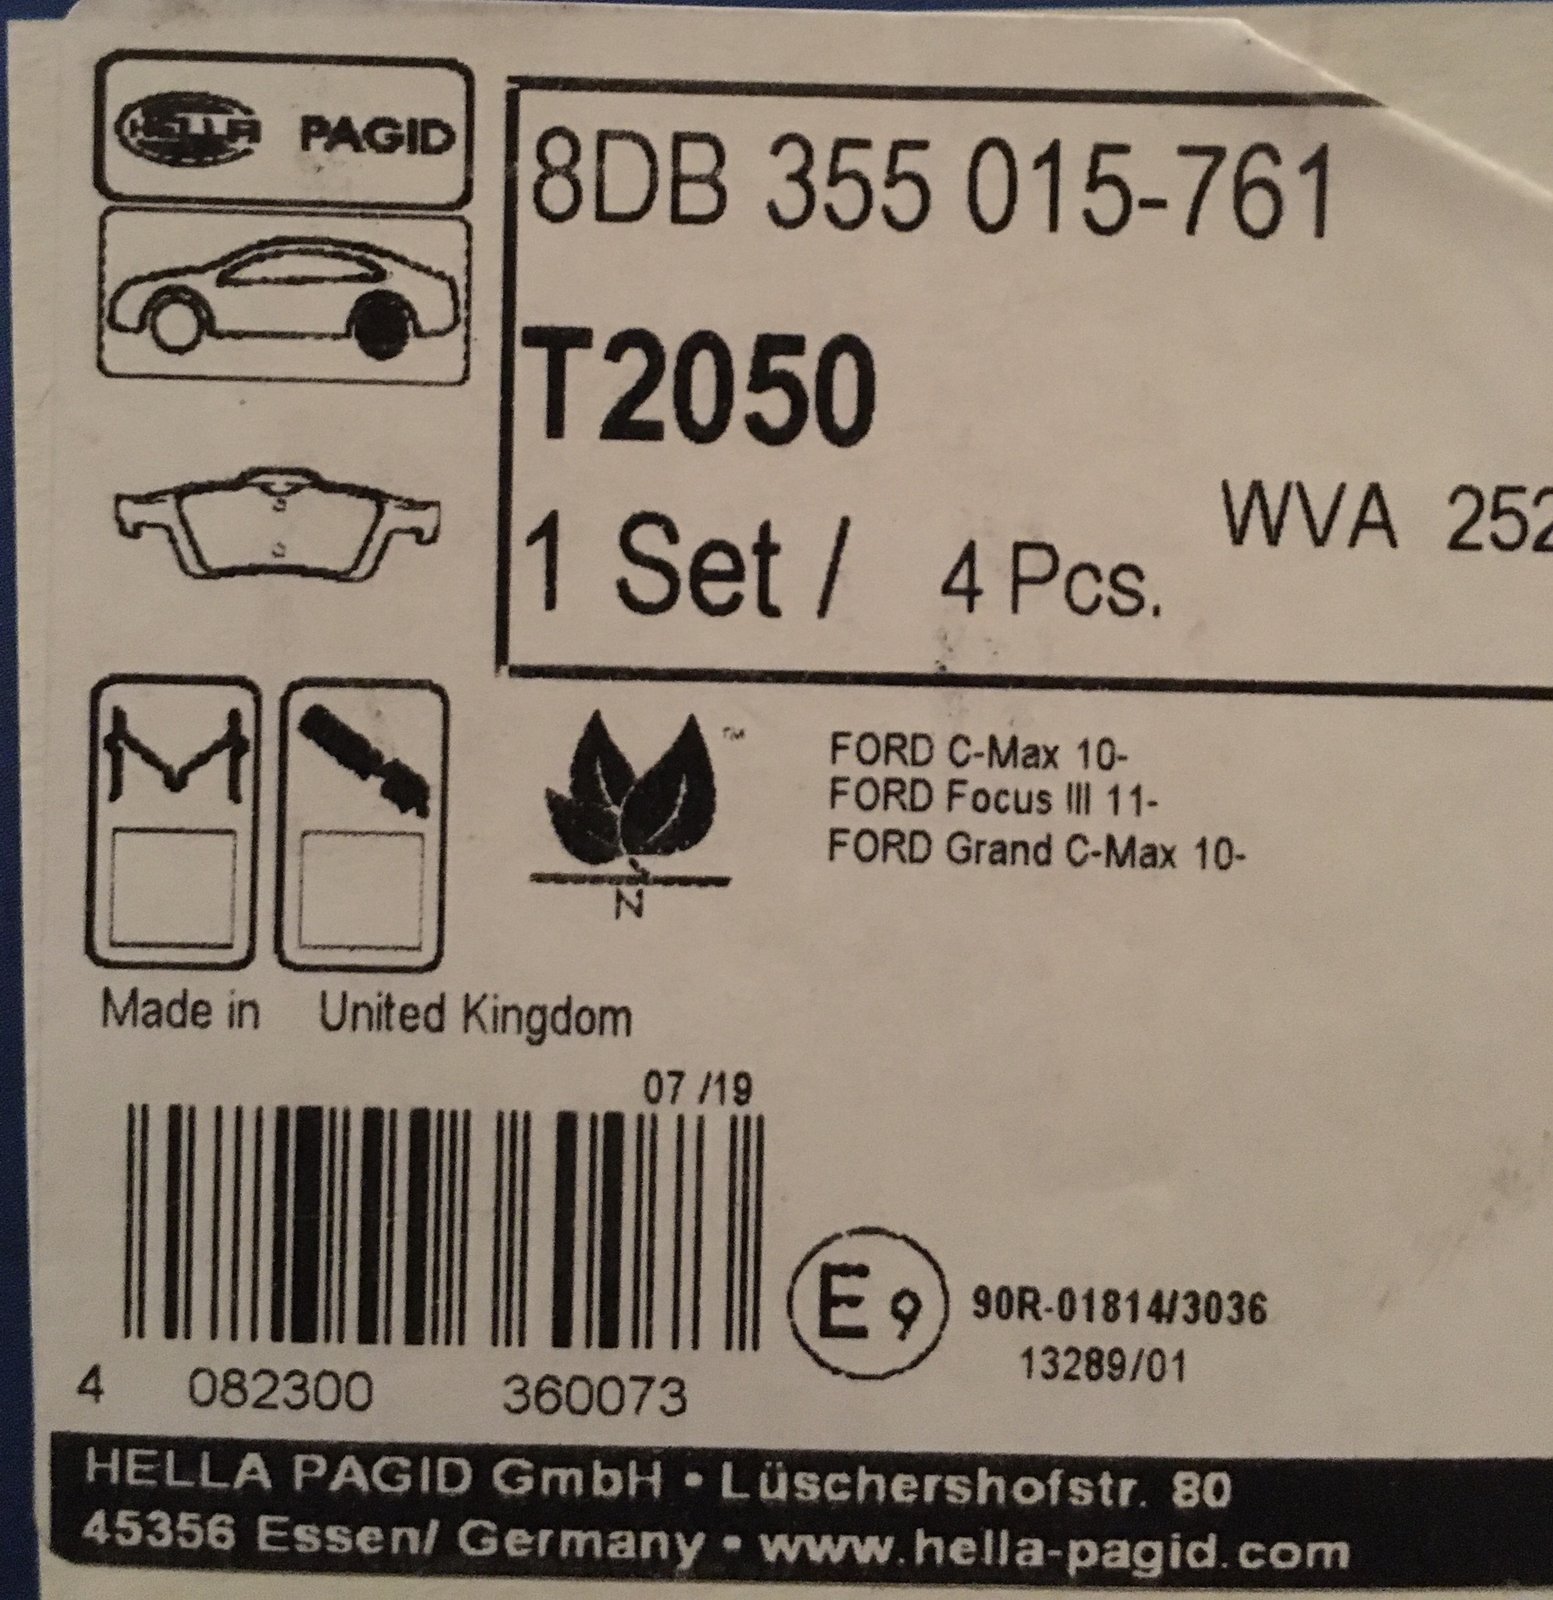 HELLA PAGID
8DB 355 015-761
T2050
1 Set / 4 Pcs.
WVA 252
™
FORD C-Max 10-
FORD Focus III 11-
FORD Grand C-Max 10-
N
Made in United Kingdom
07 /19
4 082300 360073
E9
90R-01814/3036
13289/01
HELLA PAGID GmbH • Lüschershofstr. 80
45356 Essen/ Germany • www.hella-pagid.com